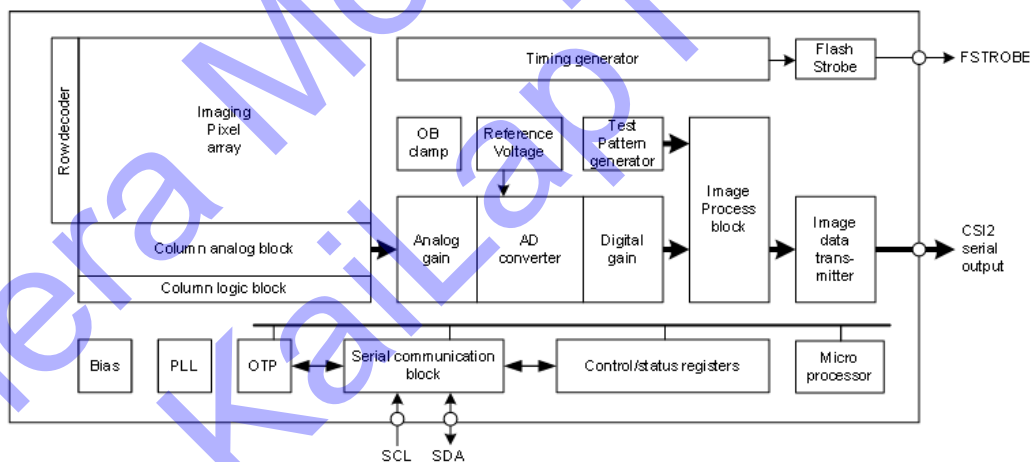 Timing generator
Flash
Strobe
FSTROBE
Row decoder
Imaging
Pixel
array
OB
clamp
Reference
Voltage
Test
Pattern
generator
Image
Process
block
Column analog block
Analog
gain
AD
converter
Digital
gain
Image
data
trans-
mitter
CSI2
serial
output
Column logic block
Bias
PLL
OTP
Serial communication
block
Control/status registers
Micro
processor
SCL
SDA
KaiLap